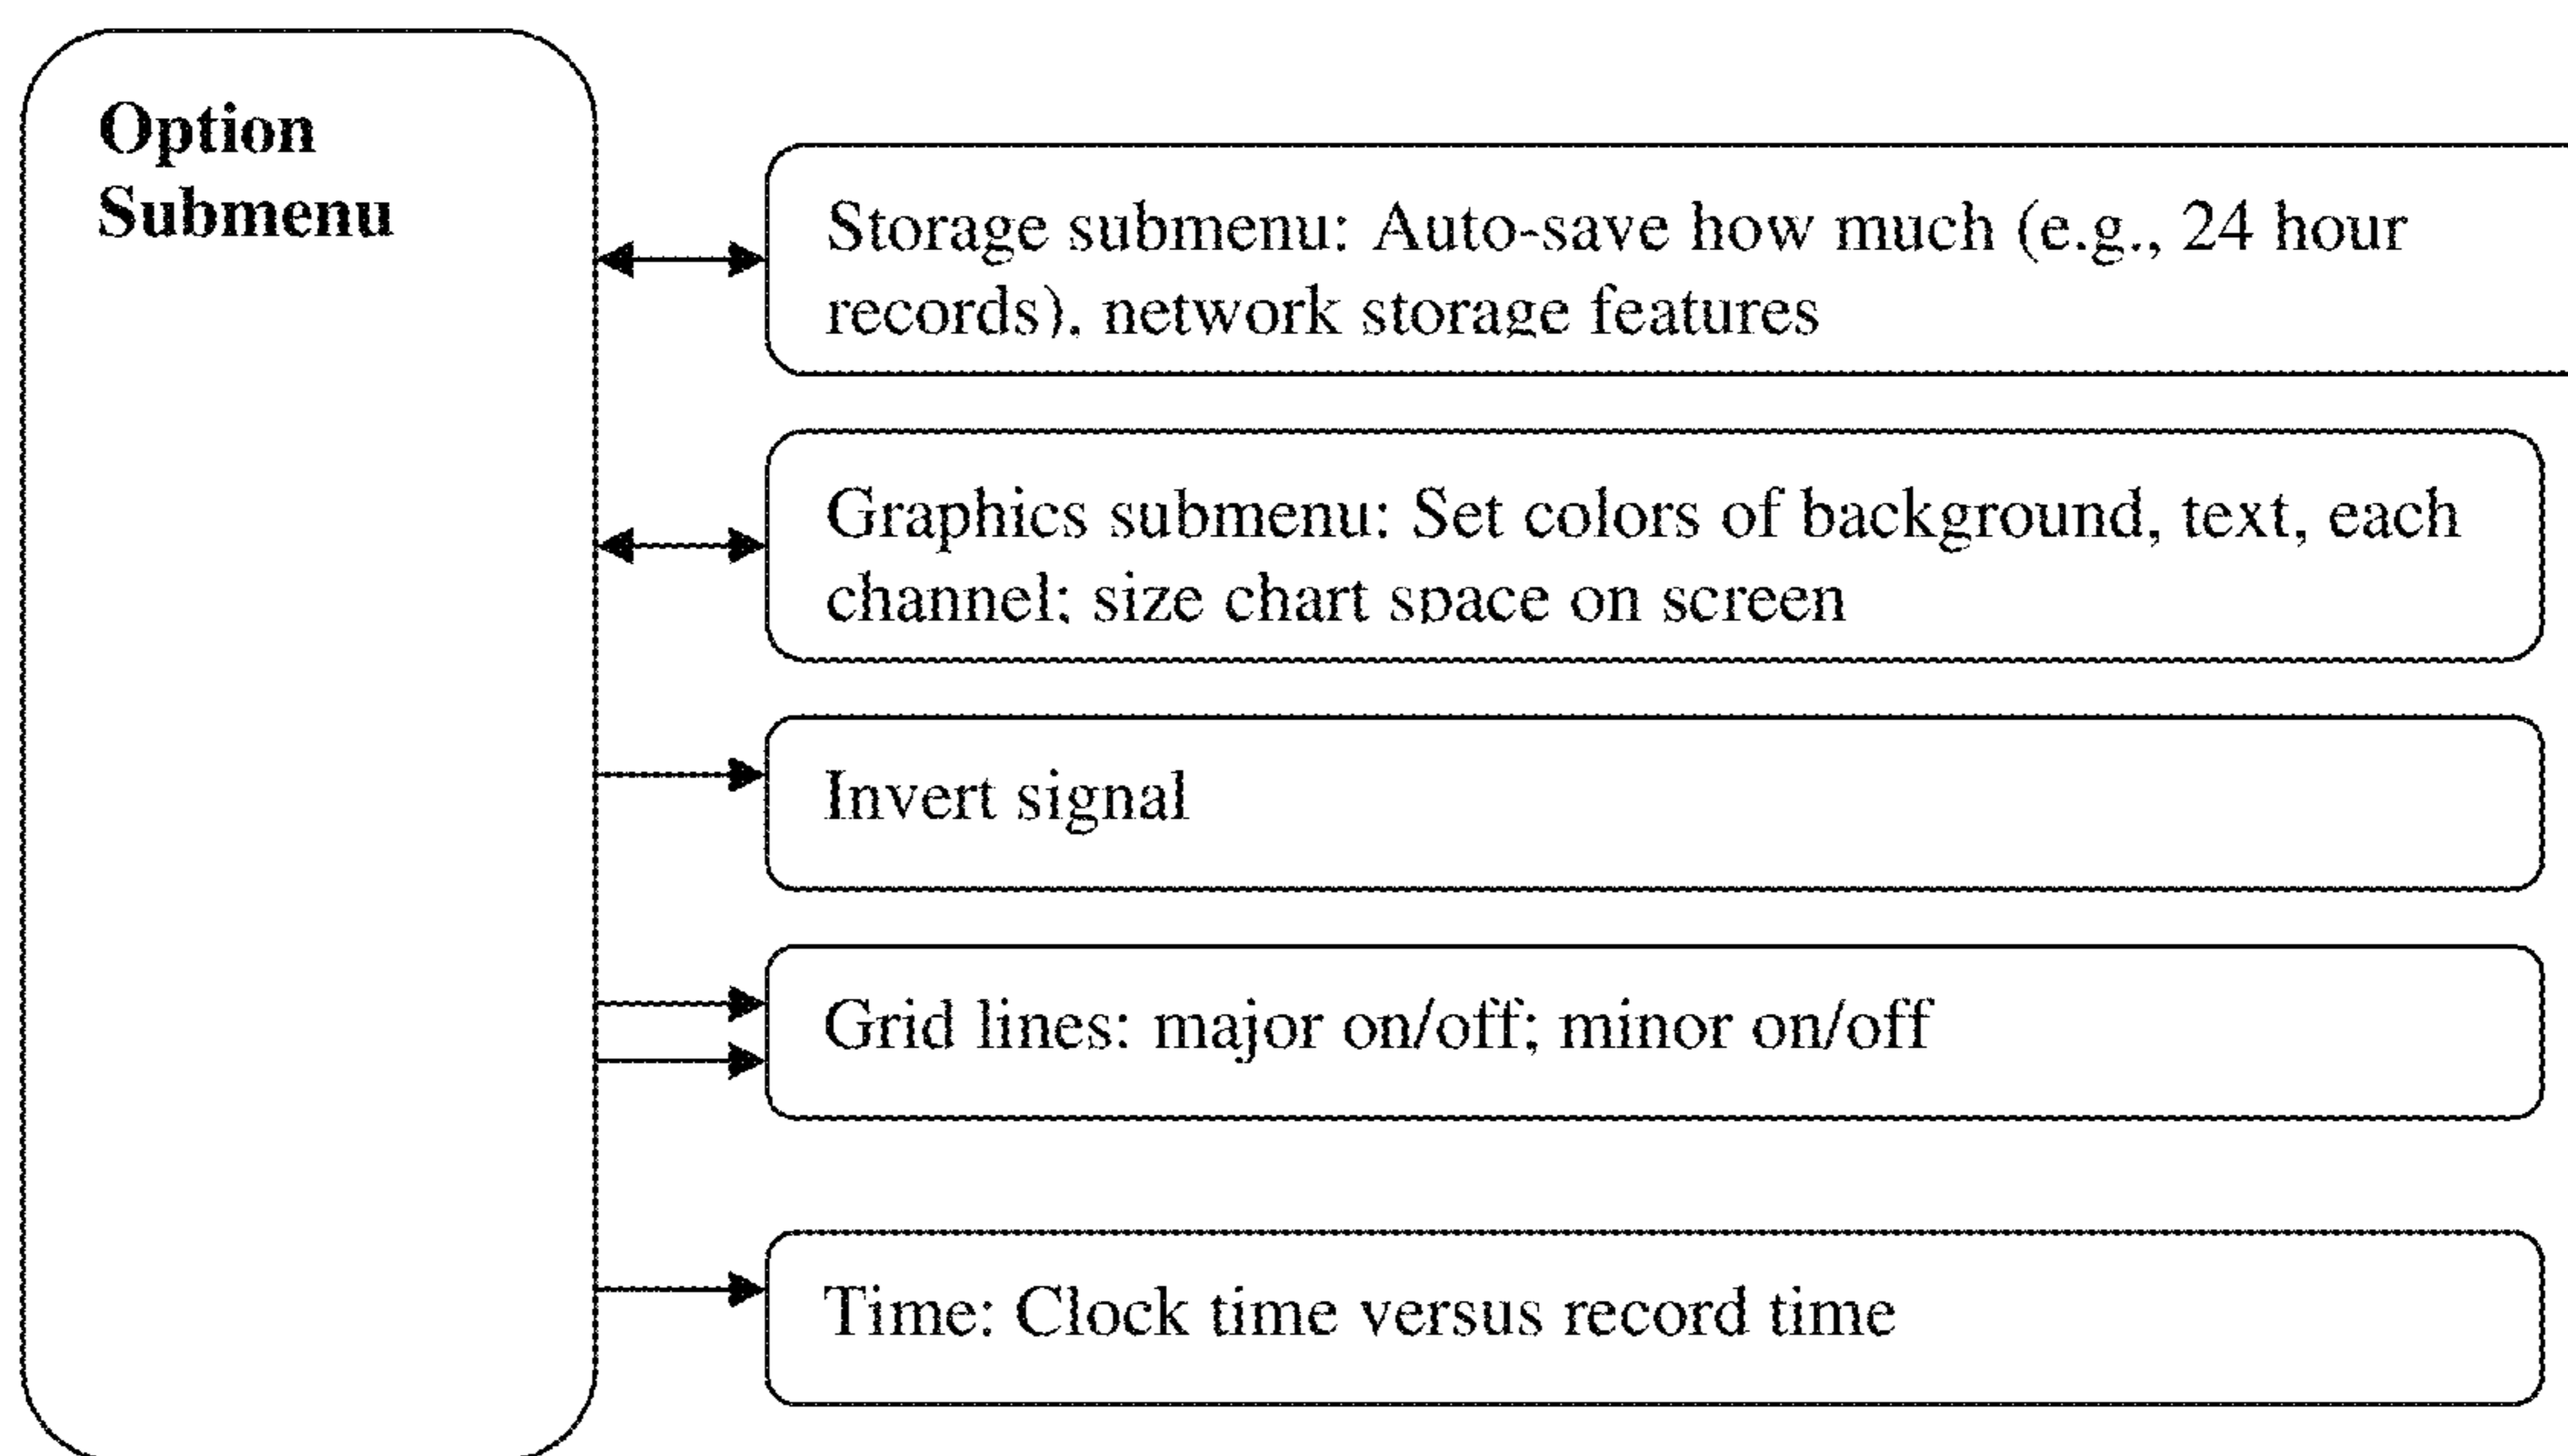 Option
Submenu
Storage submenu: Auto-save how much (e.g., 24 hour
records), network storage features
Graphics submenu: Set colors of background, text, each
channel; size chart space on screen
Invert signal
Grid lines: major on/off; minor on/off
Time: Clock time versus record time